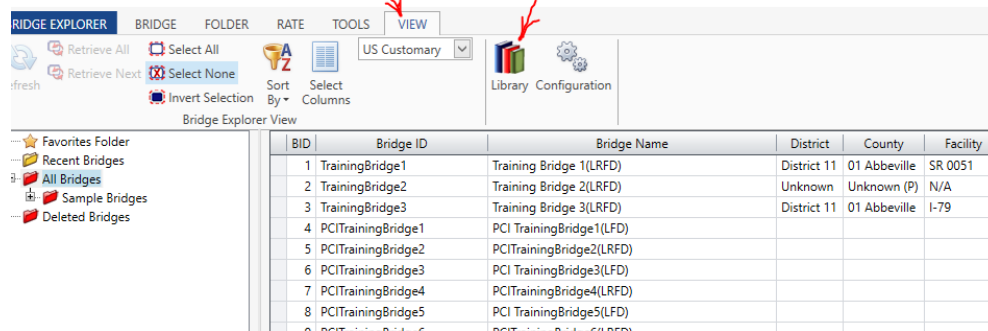 BRIDGE EXPLORER BRIDGE FOLDER RATE TOOLS VIEW
Retrieve All Select All US Customary
Refresh Retrieve Next Select None Sort By Select Columns Library Configuration
Invert Selection
Bridge Explorer View
Favorites Folder
Recent Bridges
All Bridges
Sample Bridges
Deleted Bridges
BID Bridge ID Bridge Name District County Facility
1 TrainingBridge1 Training Bridge 1(LRFD) District 11 01 Abbeville SR 0051
2 TrainingBridge2 Training Bridge 2(LRFD) Unknown Unknown (P) N/A
3 TrainingBridge3 Training Bridge 3(LRFD) District 11 01 Abbeville I-79
4 PCITrainingBridge1 PCI TrainingBridge1(LFD)
5 PCITrainingBridge2 PCITrainingBridge2(LRFD)
6 PCITrainingBridge3 PCI TrainingBridge3(LFD)
7 PCITrainingBridge4 PCITrainingBridge4(LRFD)
8 PCITrainingBridge5 PCI TrainingBridge5(LFD)